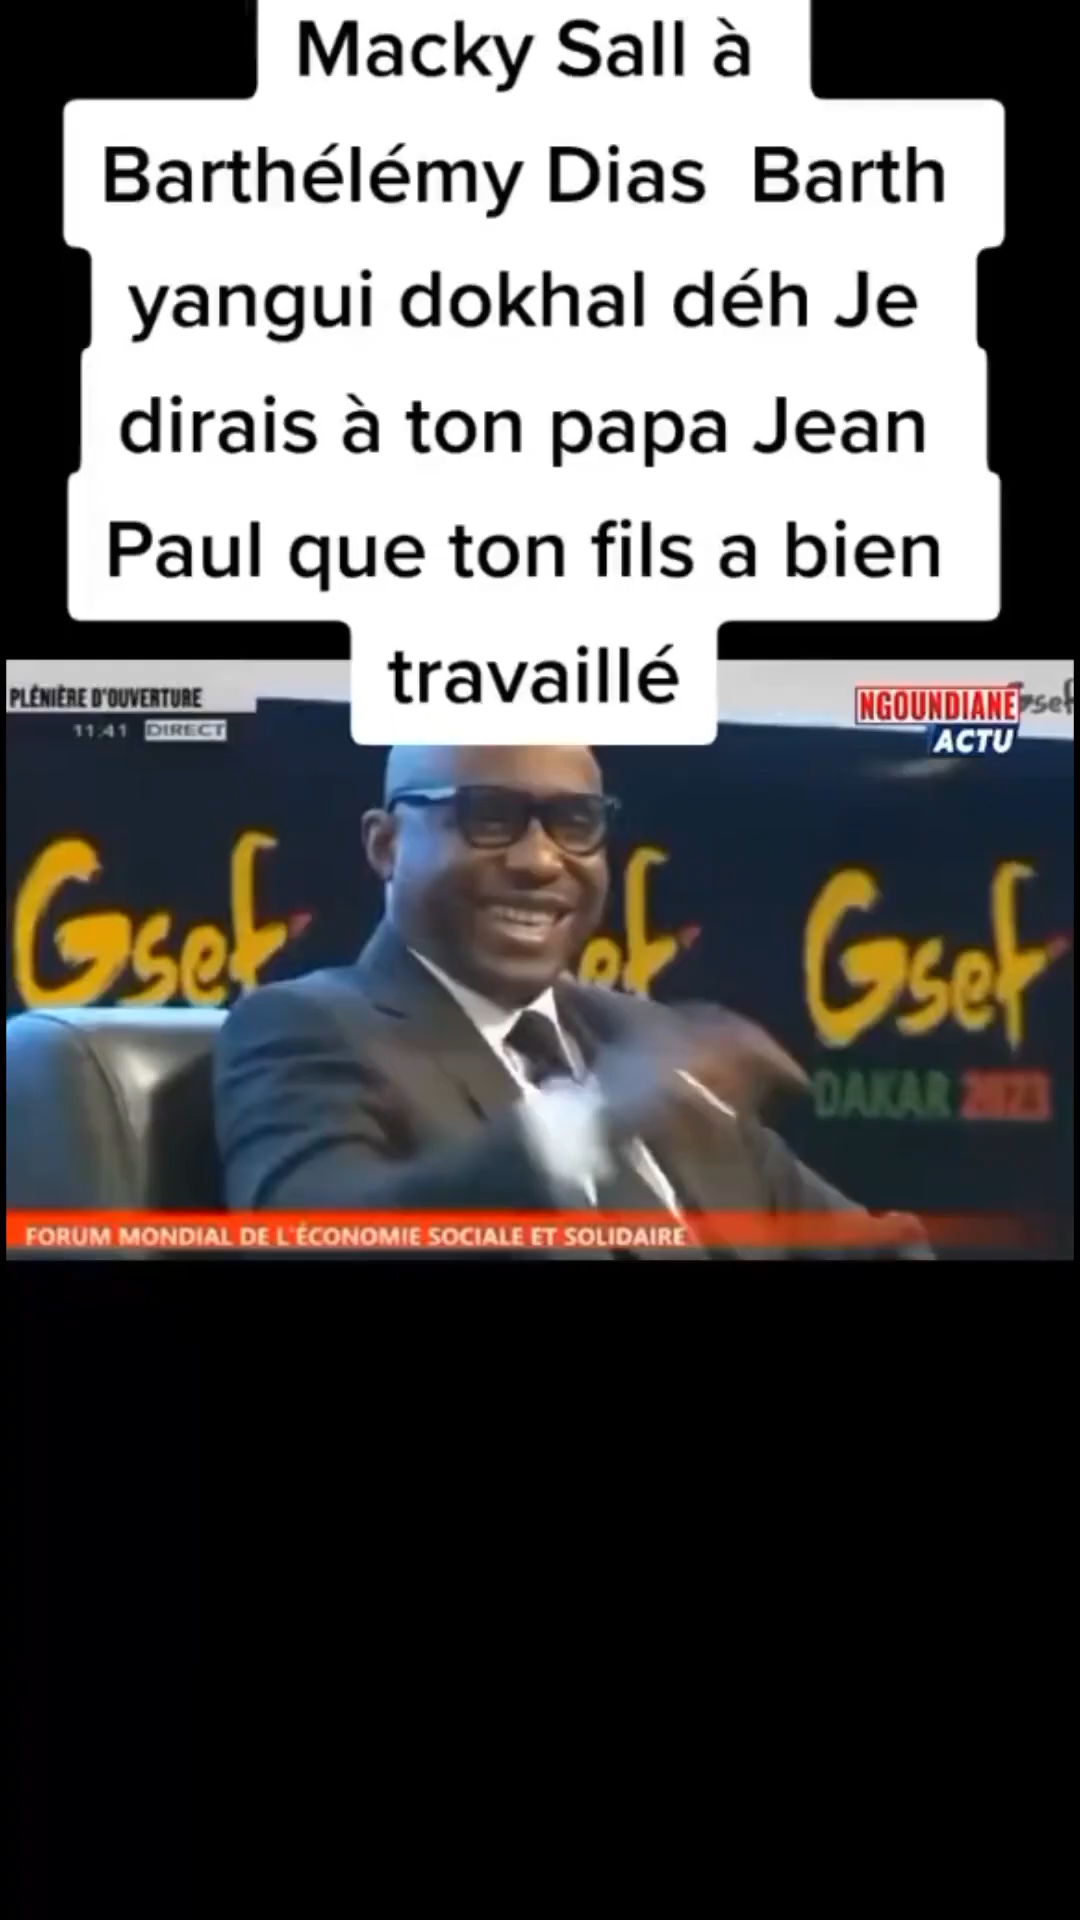 Macky Sall à
Barthélémy Dias Barth
yangui dokhal déh Je
dirais à ton papa Jean
Paul que ton fils a bien
travaillé
PLÉNIÈRE D'OUVERTURE
11:41 DIRECT
NGOUNDIANE
ACTU
Gsef
Gsef
ef
Gsef
DAKAR 2023
FORUM MONDIAL DE L'ÉCONOMIE SOCIALE ET SOLIDAIRE